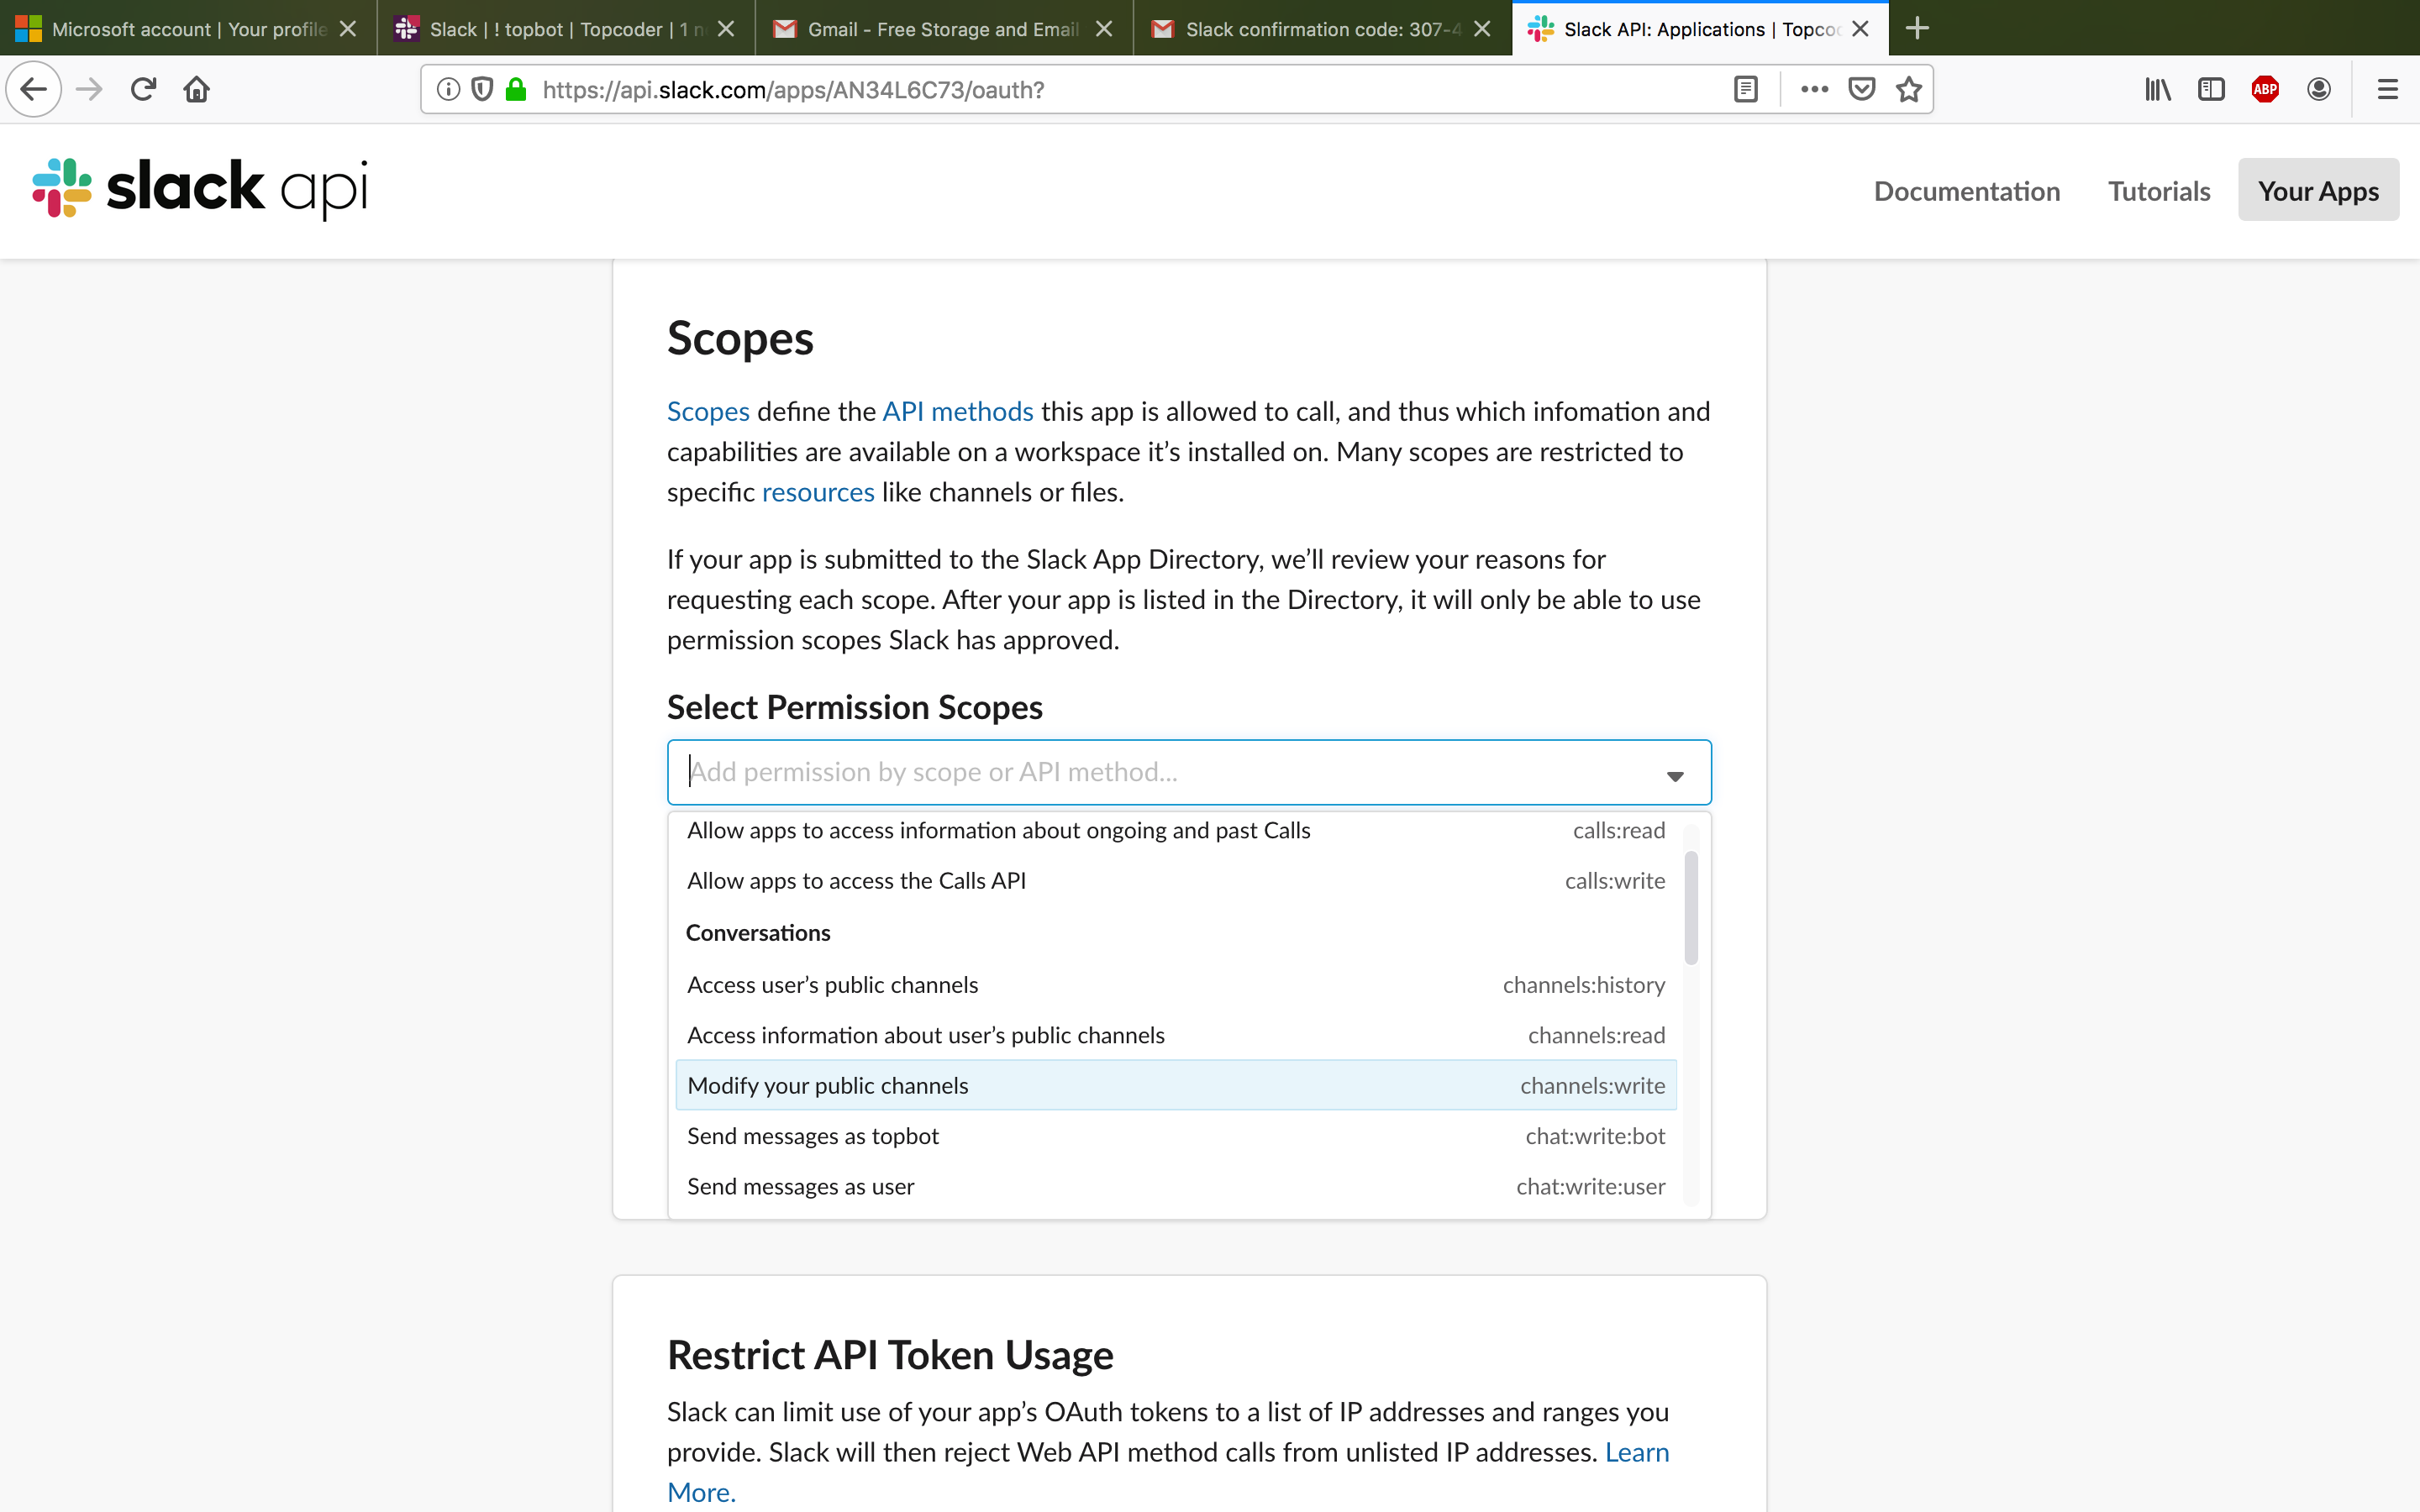 Microsoft account | Your profile
Slack | ! topbot | Topcoder | 1 n
Gmail - Free Storage and Email
Slack confirmation code: 307-4
Slack API: Applications | Topcod
https://api.slack.com/apps/AN34L6C73/oauth?
ABP
slack api
Documentation
Tutorials
Your Apps
Scopes
Scopes define the API methods this app is allowed to call, and thus which infomation and
capabilities are available on a workspace it’s installed on. Many scopes are restricted to
specific resources like channels or files.
If your app is submitted to the Slack App Directory, we’ll review your reasons for
requesting each scope. After your app is listed in the Directory, it will only be able to use
permission scopes Slack has approved.
Select Permission Scopes
Add permission by scope or API method...
Allow apps to access information about ongoing and past Calls calls:read
Allow apps to access the Calls API calls:write
Conversations
Access user’s public channels channels:history
Access information about user’s public channels channels:read
Modify your public channels channels:write
Send messages as topbot chat:write:bot
Send messages as user chat:write:user
Restrict API Token Usage
Slack can limit use of your app’s OAuth tokens to a list of IP addresses and ranges you
provide. Slack will then reject Web API method calls from unlisted IP addresses. Learn
More.